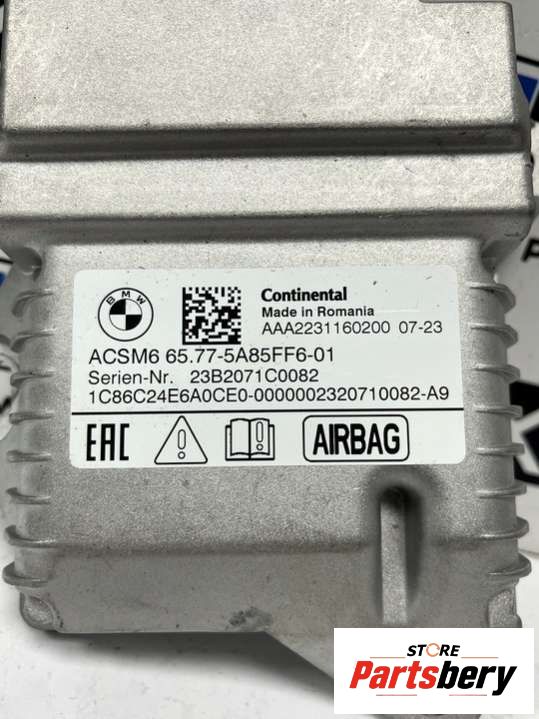 BMW
Continental
Made in Romania
AAA2231160200 07-23
ACSM6 65.77-5A85FF6-01
Serien-Nr. 23B2071C0082
1C86C24E6A0CE0-0000002320710082-A9
EAC
AIRBAG
STORE
Partsbery